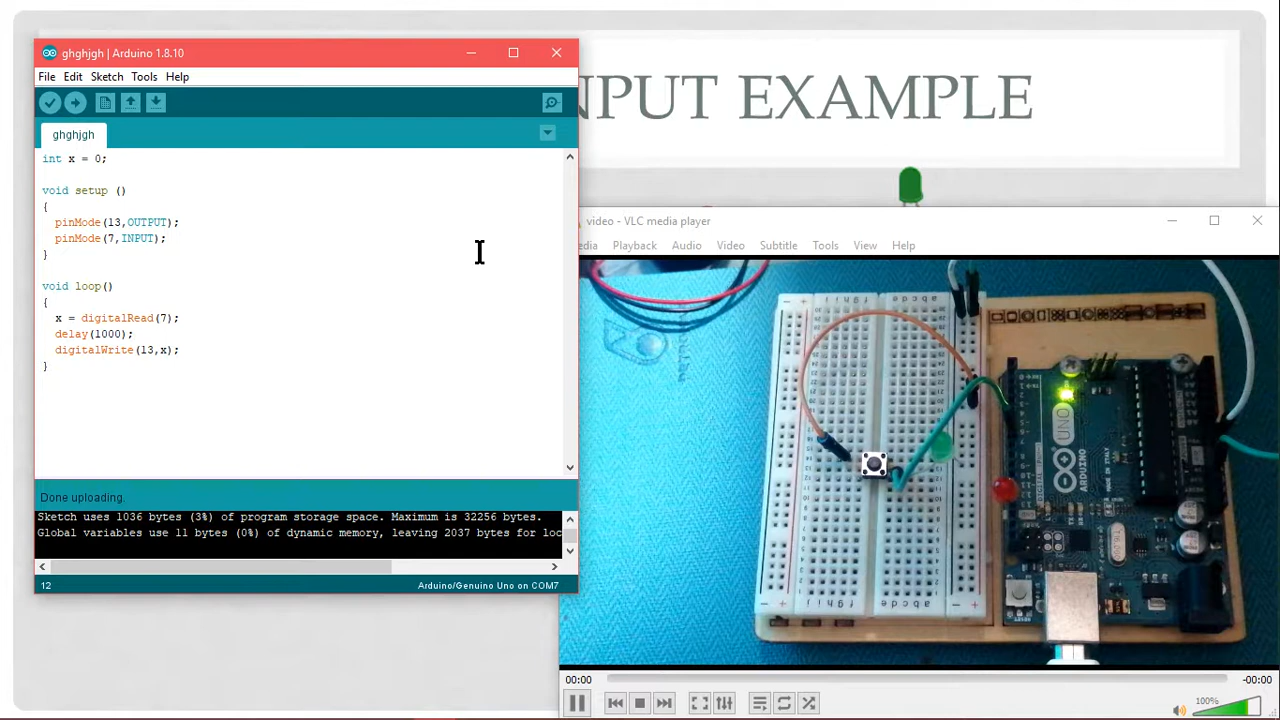 NPUT EXAMPLE
ghghjgh | Arduino 1.8.10
File Edit Sketch Tools Help
ghghjgh
int x = 0;
void setup ()
{
pinMode(13,OUTPUT);
pinMode(7,INPUT);
}
void loop()
{
x = digitalRead(7);
delay(1000);
digitalWrite(13,x);
}
Done uploading.
Sketch uses 1036 bytes (3%) of program storage space. Maximum is 32256 bytes.
Global variables use 11 bytes (0%) of dynamic memory, leaving 2037 bytes for loc
12
Arduino/Genuino Uno on COM7
video - VLC media player
edia Playback Audio Video Subtitle Tools View Help
UNO
ARDUINO
RESET
00:00
-00:00
100%